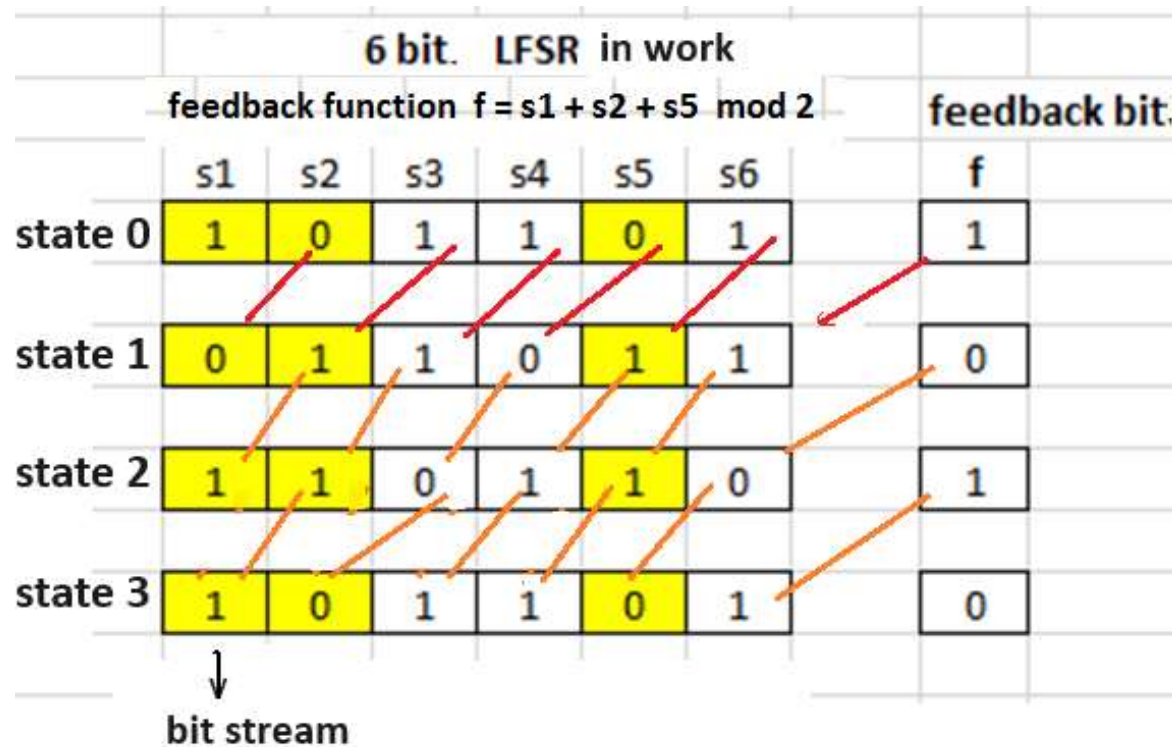 6 bit. LFSR in work
feedback function f = s1 + s2 + s5 mod 2 feedback bit.
s1 s2 s3 s4 s5 s6 f
state 0 1 0 1 1 0 1 1
state 1 0 1 1 0 1 1 0
state 2 1 1 0 1 1 0 1
state 3 1 0 1 1 0 1 0
bit stream